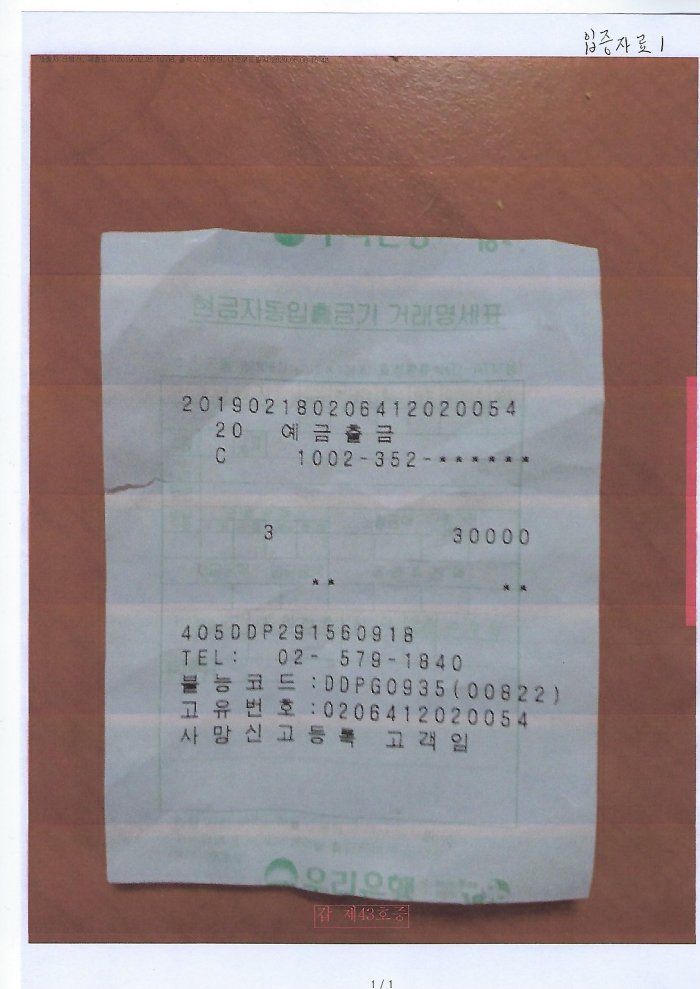 입증자료 1
현금자동입출금기 거래명세표
20190218020641202​0054
20 예금출금
C 1002-352-******
3 30000
** **
405DDP291560918
TEL: 02- 579-1840
불능코드:DDPG0935(00822)
고유번호:0206412020054
사망신고등록 고객임
우리은행
갑 제43호증
1/1